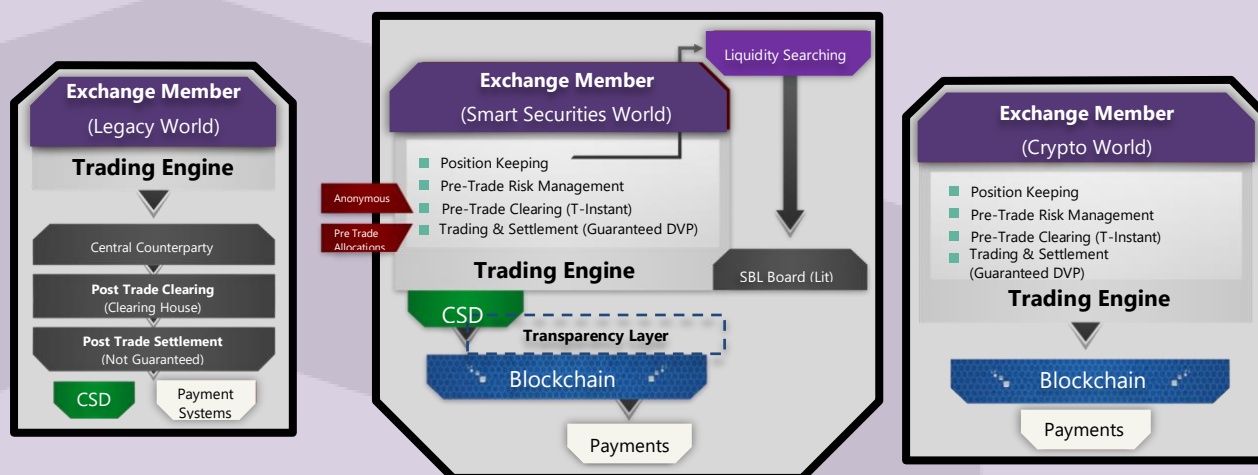 Exchange Member
(Legacy World)
Trading Engine
Central Counterparty
Post Trade Clearing
(Clearing House)
Post Trade Settlement
(Not Guaranteed)
CSD
Payment
Systems
Liquidity Searching
Exchange Member
(Smart Securities World)
Position Keeping
Pre-Trade Risk Management
Anonymous
Pre-Trade Clearing (T-Instant)
Pre Trade
Allocations
Trading & Settlement (Guaranteed DVP)
Trading Engine
SBL Board (Lit)
CSD
Transparency Layer
Blockchain
Payments
Exchange Member
(Crypto World)
Position Keeping
Pre-Trade Risk Management
Pre-Trade Clearing (T-Instant)
Trading & Settlement
(Guaranteed DVP)
Trading Engine
Blockchain
Payments